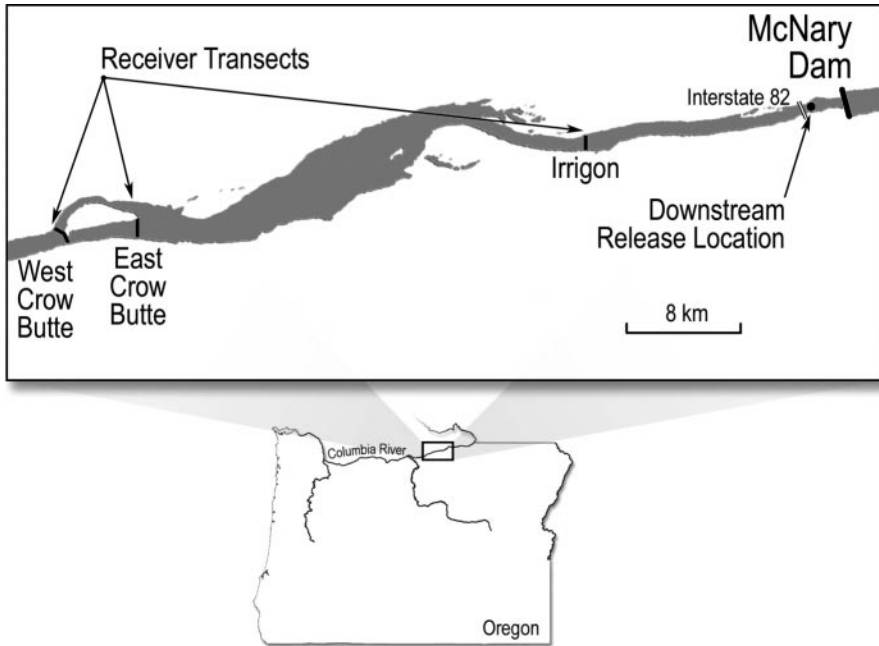 Receiver Transects
McNary
Dam
Interstate 82
Irrigon
Downstream
Release Location
West
Crow
Butte
East
Crow
Butte
8 km
Columbia River
Oregon